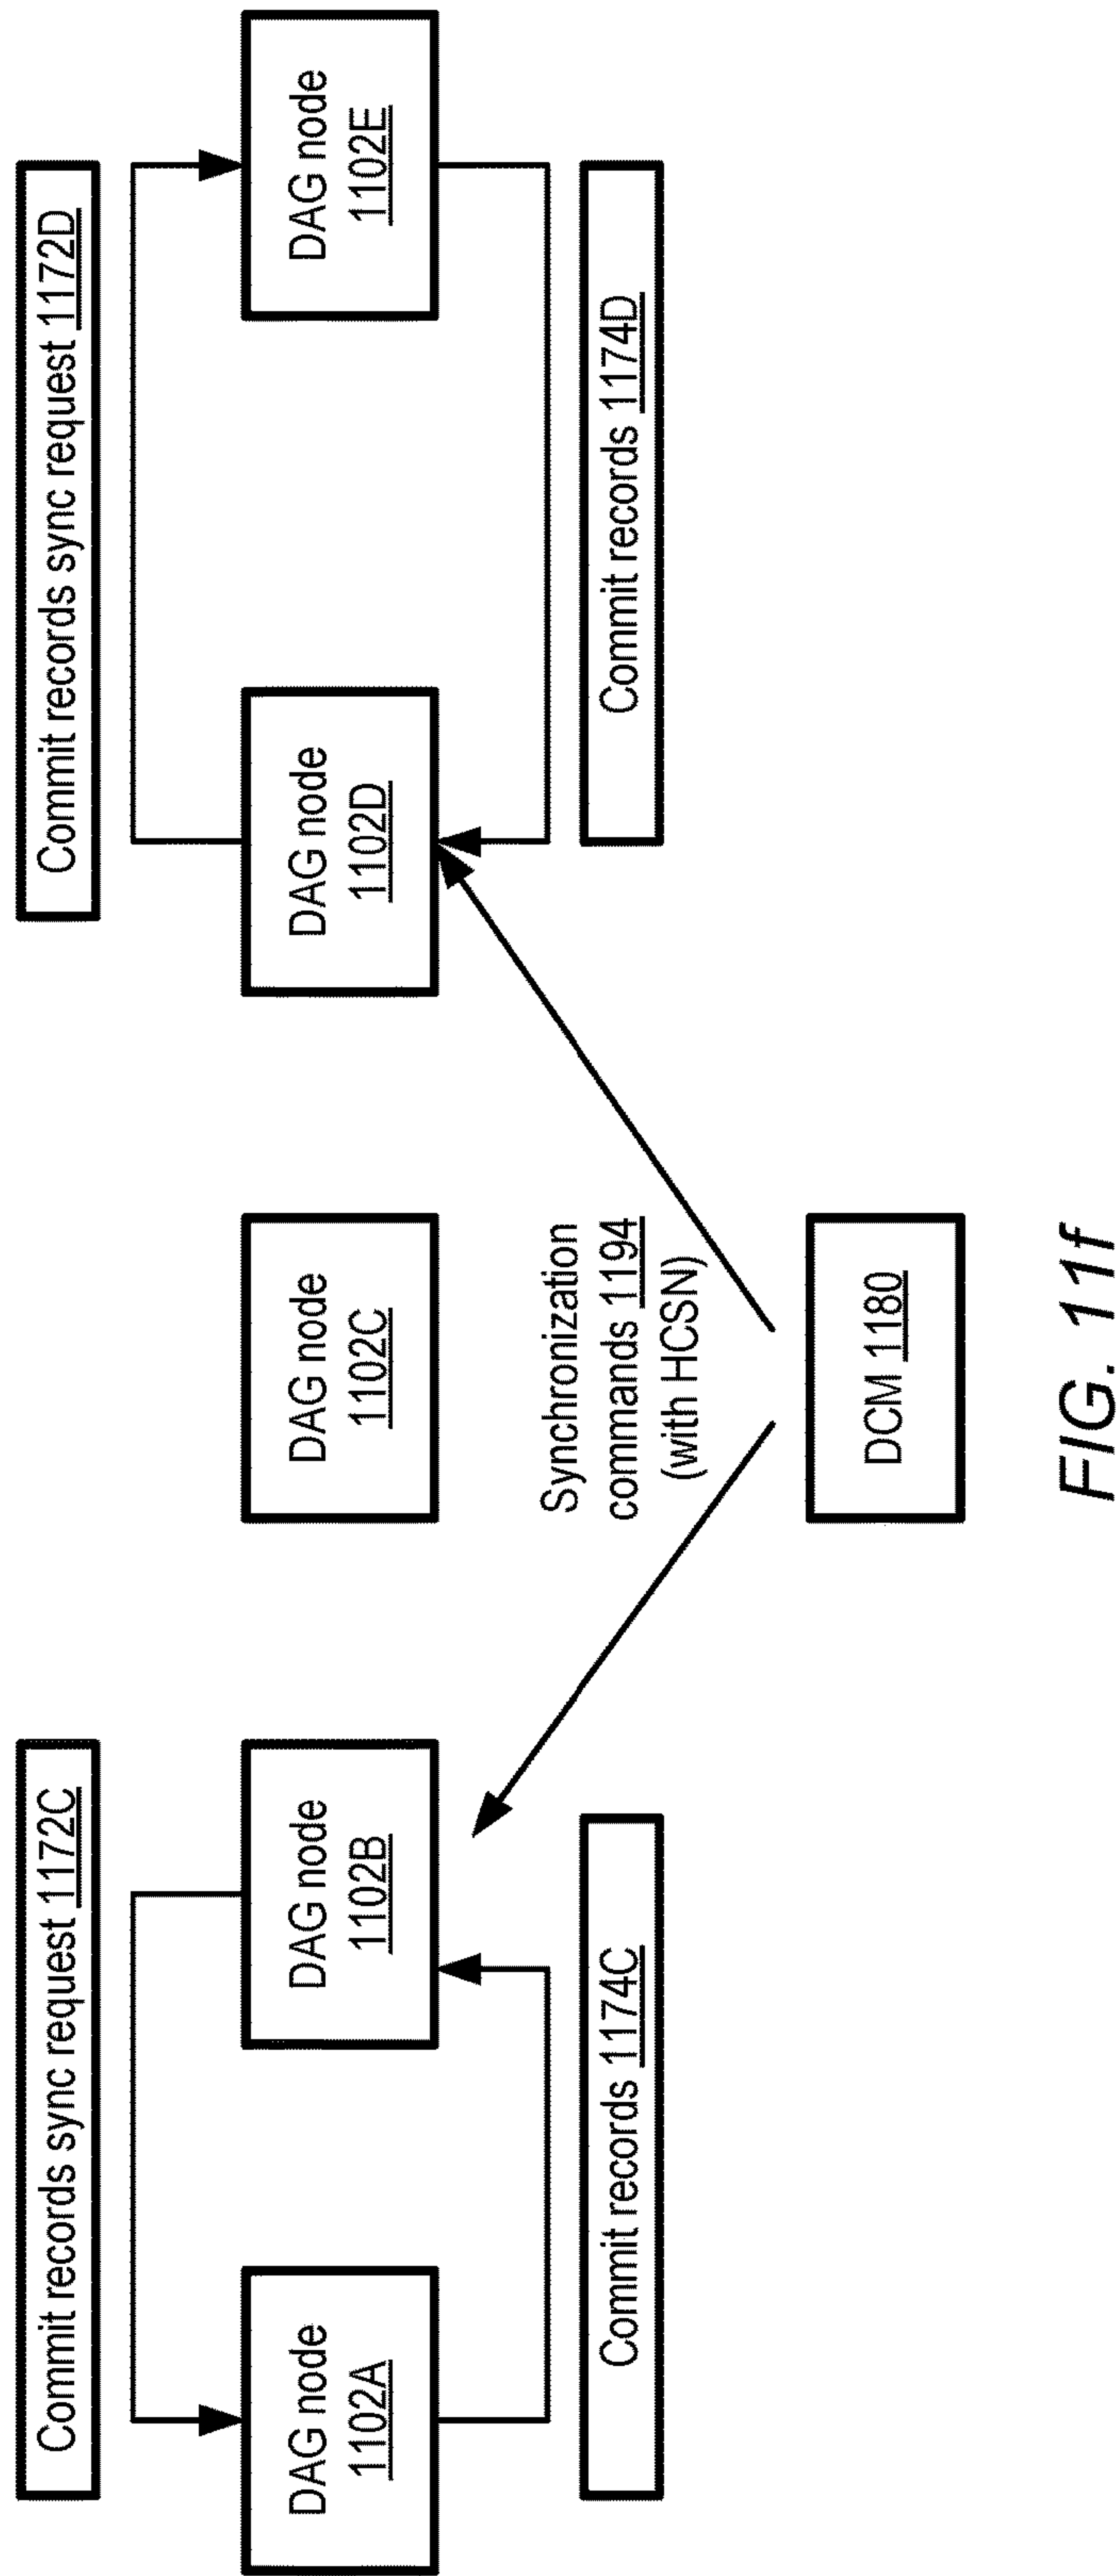 Commit records sync request 1172C
Commit records sync request 1172D
DAG node
1102A
DAG node
1102B
DAG node
1102C
DAG node
1102D
DAG node
1102E
Synchronization
commands 1194
(with HCSN)
Commit records 1174C
Commit records 1174D
DCM 1180
FIG. 11f